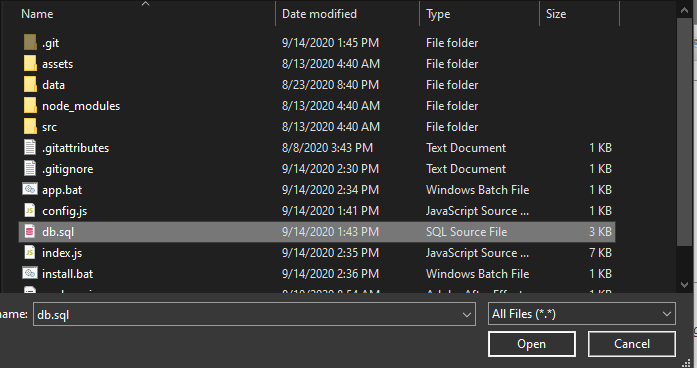 Name Date modified Type Size
.git 9/14/2020 1:45 PM File folder
assets 8/13/2020 4:40 AM File folder
data 8/23/2020 8:40 PM File folder
node_modules 8/13/2020 4:40 AM File folder
src 8/13/2020 4:40 AM File folder
.gitattributes 8/8/2020 3:43 PM Text Document 1 KB
.gitignore 9/14/2020 2:30 PM Text Document 1 KB
app.bat 9/14/2020 2:34 PM Windows Batch File 1 KB
config.js 9/14/2020 1:41 PM JavaScript Source ... 1 KB
db.sql 9/14/2020 1:43 PM SQL Source File 3 KB
index.js 9/14/2020 2:35 PM JavaScript Source ... 7 KB
install.bat 9/14/2020 2:36 PM Windows Batch File 1 KB
name: db.sql All Files (*.*)
Open Cancel